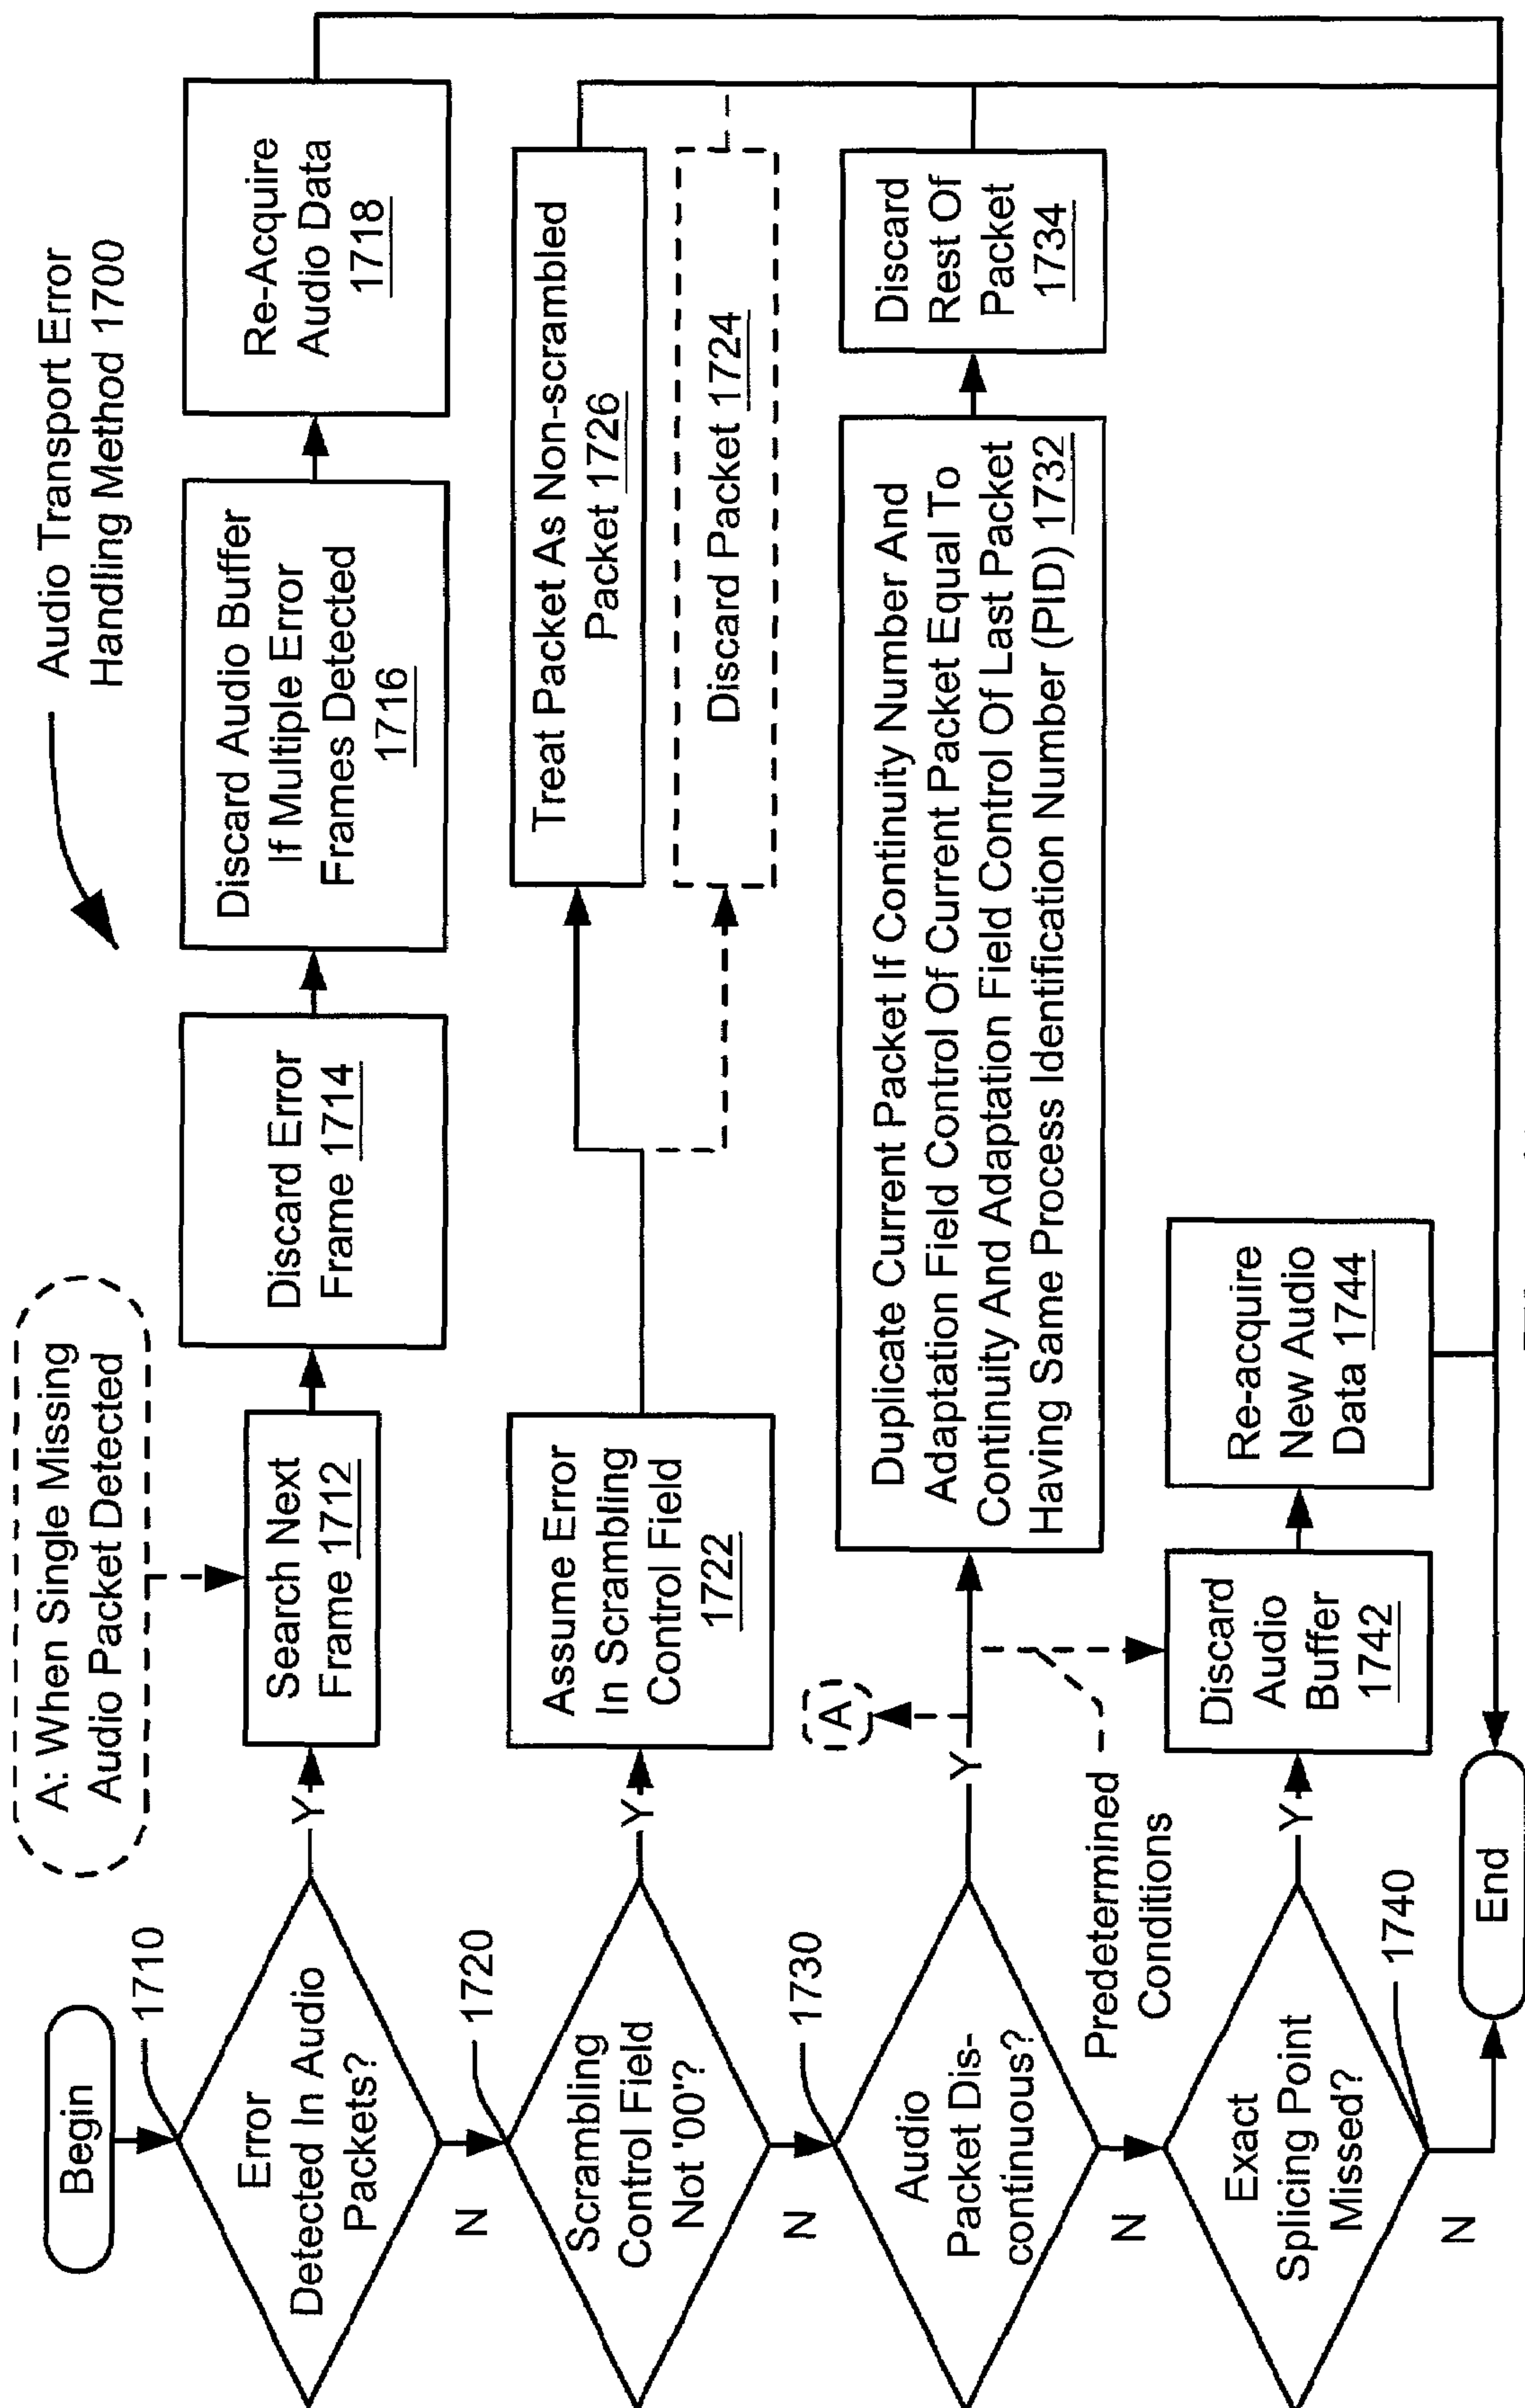 Audio Transport Error
Handling Method 1700
Begin
A: When Single Missing
Audio Packet Detected
1710
Error
Detected In Audio
Packets?
Y
Search Next
Frame 1712
Discard Error
Frame 1714
Discard Audio Buffer
If Multiple Error
Frames Detected
1716
Re-Acquire
Audio Data
1718
N
1720
Scrambling
Control Field
Not '00'?
Y
Assume Error
In Scrambling
Control Field
1722
Treat Packet As Non-scrambled
Packet 1726
Discard Packet 1724
N
1730
Audio
Packet Dis-
continuous?
Y
A
Duplicate Current Packet If Continuity Number And
Adaptation Field Control Of Current Packet Equal To
Continuity And Adaption Field Control Of Last Packet
Having Same Process Identification Number (PID) 1732
Discard
Rest Of
Packet
1734
Predetermined
Conditions
N
Exact
Splicing Point
Missed?
1740
Y
Discard
Audio
Buffer
1742
Re-acquire
New Audio
Data 1744
N
End